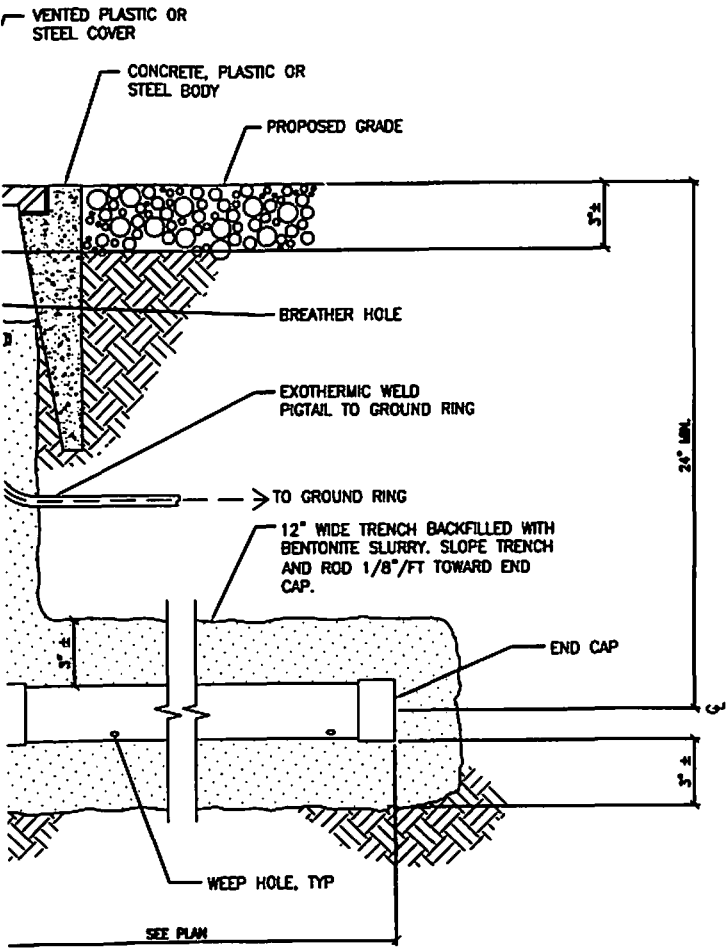 VENTED PLASTIC OR
STEEL COVER
CONCRETE, PLASTIC OR
STEEL BODY
PROPOSED GRADE
3" ±
BREATHER HOLE
EXOTHERMIC WELD
PIGTAIL TO GROUND RING
24" MIN.
TO GROUND RING
12" WIDE TRENCH BACKFILLED WITH
BENTONITE SLURRY. SLOPE TRENCH
AND ROD 1/8"/FT TOWARD END
CAP.
3" ±
END CAP
℄
3" ±
WEEP HOLE, TYP
SEE PLAN